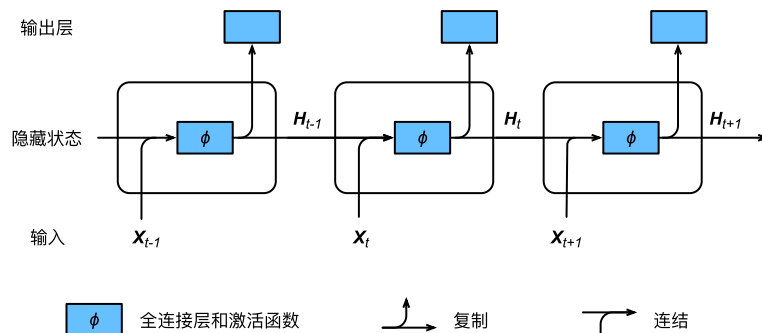 输出层
隐藏状态 ϕ H_{t-1} ϕ H_t ϕ H_{t+1}
输入 X_{t-1} X_t X_{t+1}
ϕ 全连接层和激活函数 复制 连结